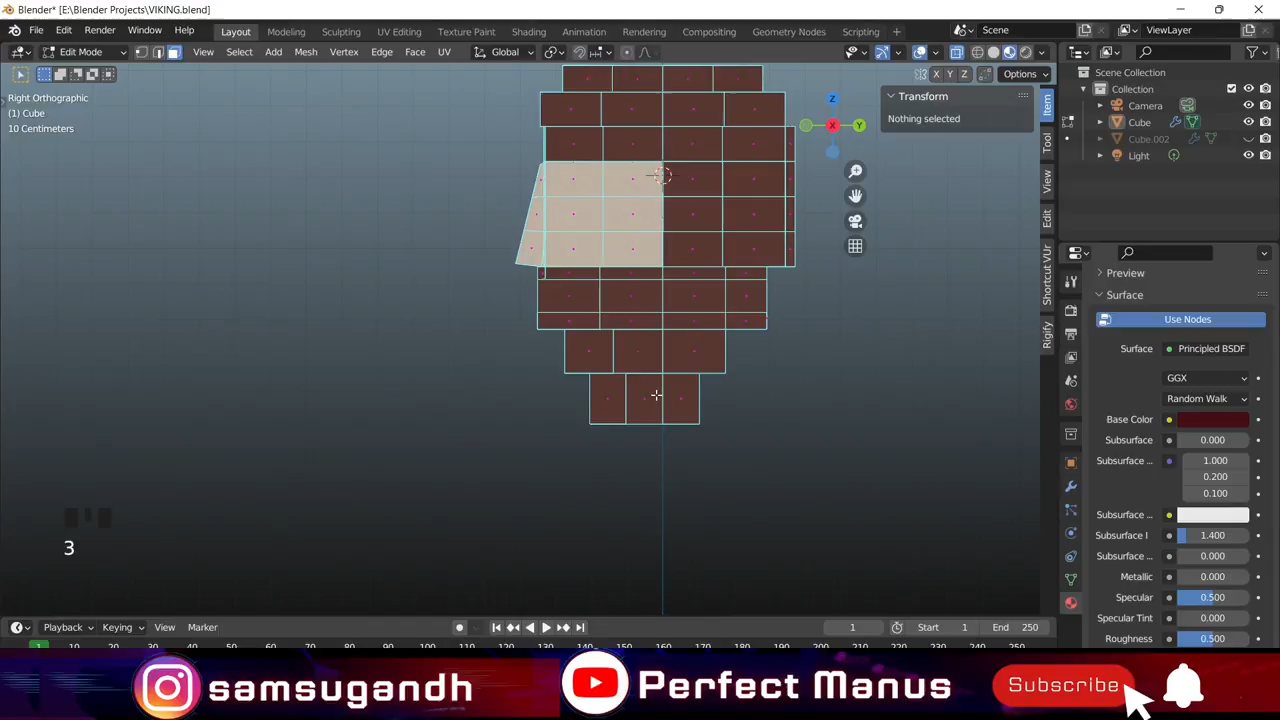 Blender* [E:\Blender Projects\VIKING.blend]
File Edit Render Window Help Layout Modeling Sculpting UV Editing Texture Paint Shading Animation Rendering Compositing Geometry Nodes Scripting + Scene ViewLayer
Edit Mode View Select Add Mesh Vertex Edge Face UV Global
X Y Z Options
Right Orthographic
(1) Cube
10 Centimeters
Transform
Nothing selected
Z
X
Y
Item
Tool
View
Edit
Shortcut VUr
Rigify
Scene Collection
Collection
Camera
Cube
Cube.002
Light
Preview
Surface
Use Nodes
Surface Principled BSDF
GGX
Random Walk
Base Color
Subsurface 0.000
Subsurface ... 1.000
0.200
0.100
Subsurface ...
Subsurface I 1.400
Subsurface ... 0.000
Metallic 0.000
Specular 0.500
Specular Tint 0.000
Roughness 0.500
3
Playback Keying View Marker 1 Start 1 End 250
samsugandh
Perfect Manus
Subscribe